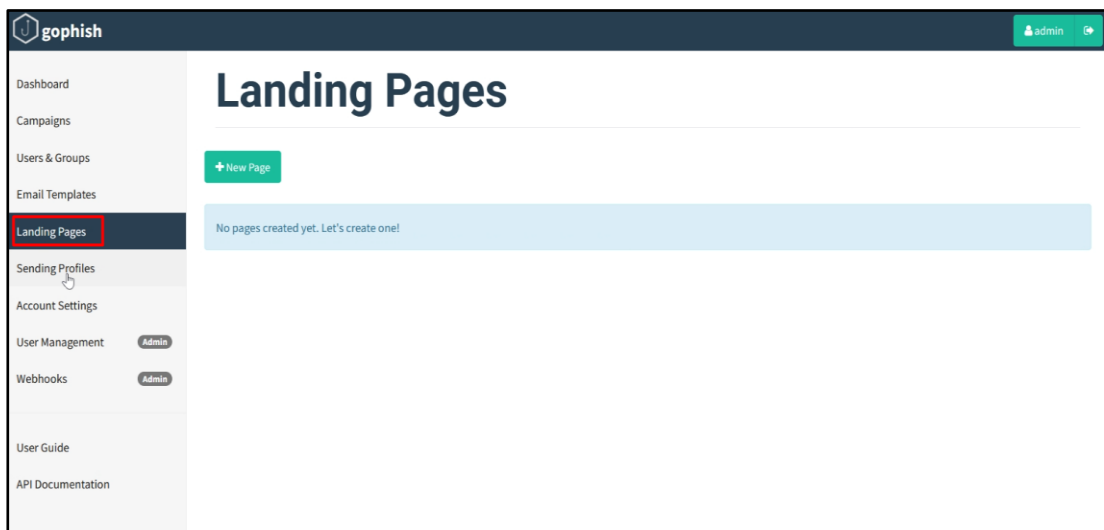 gophish
admin
Dashboard
Campaigns
Users & Groups
Email Templates
Landing Pages
Sending Profiles
Account Settings
User Management Admin
Webhooks Admin
User Guide
API Documentation
Landing Pages
New Page
No pages created yet. Let's create one!